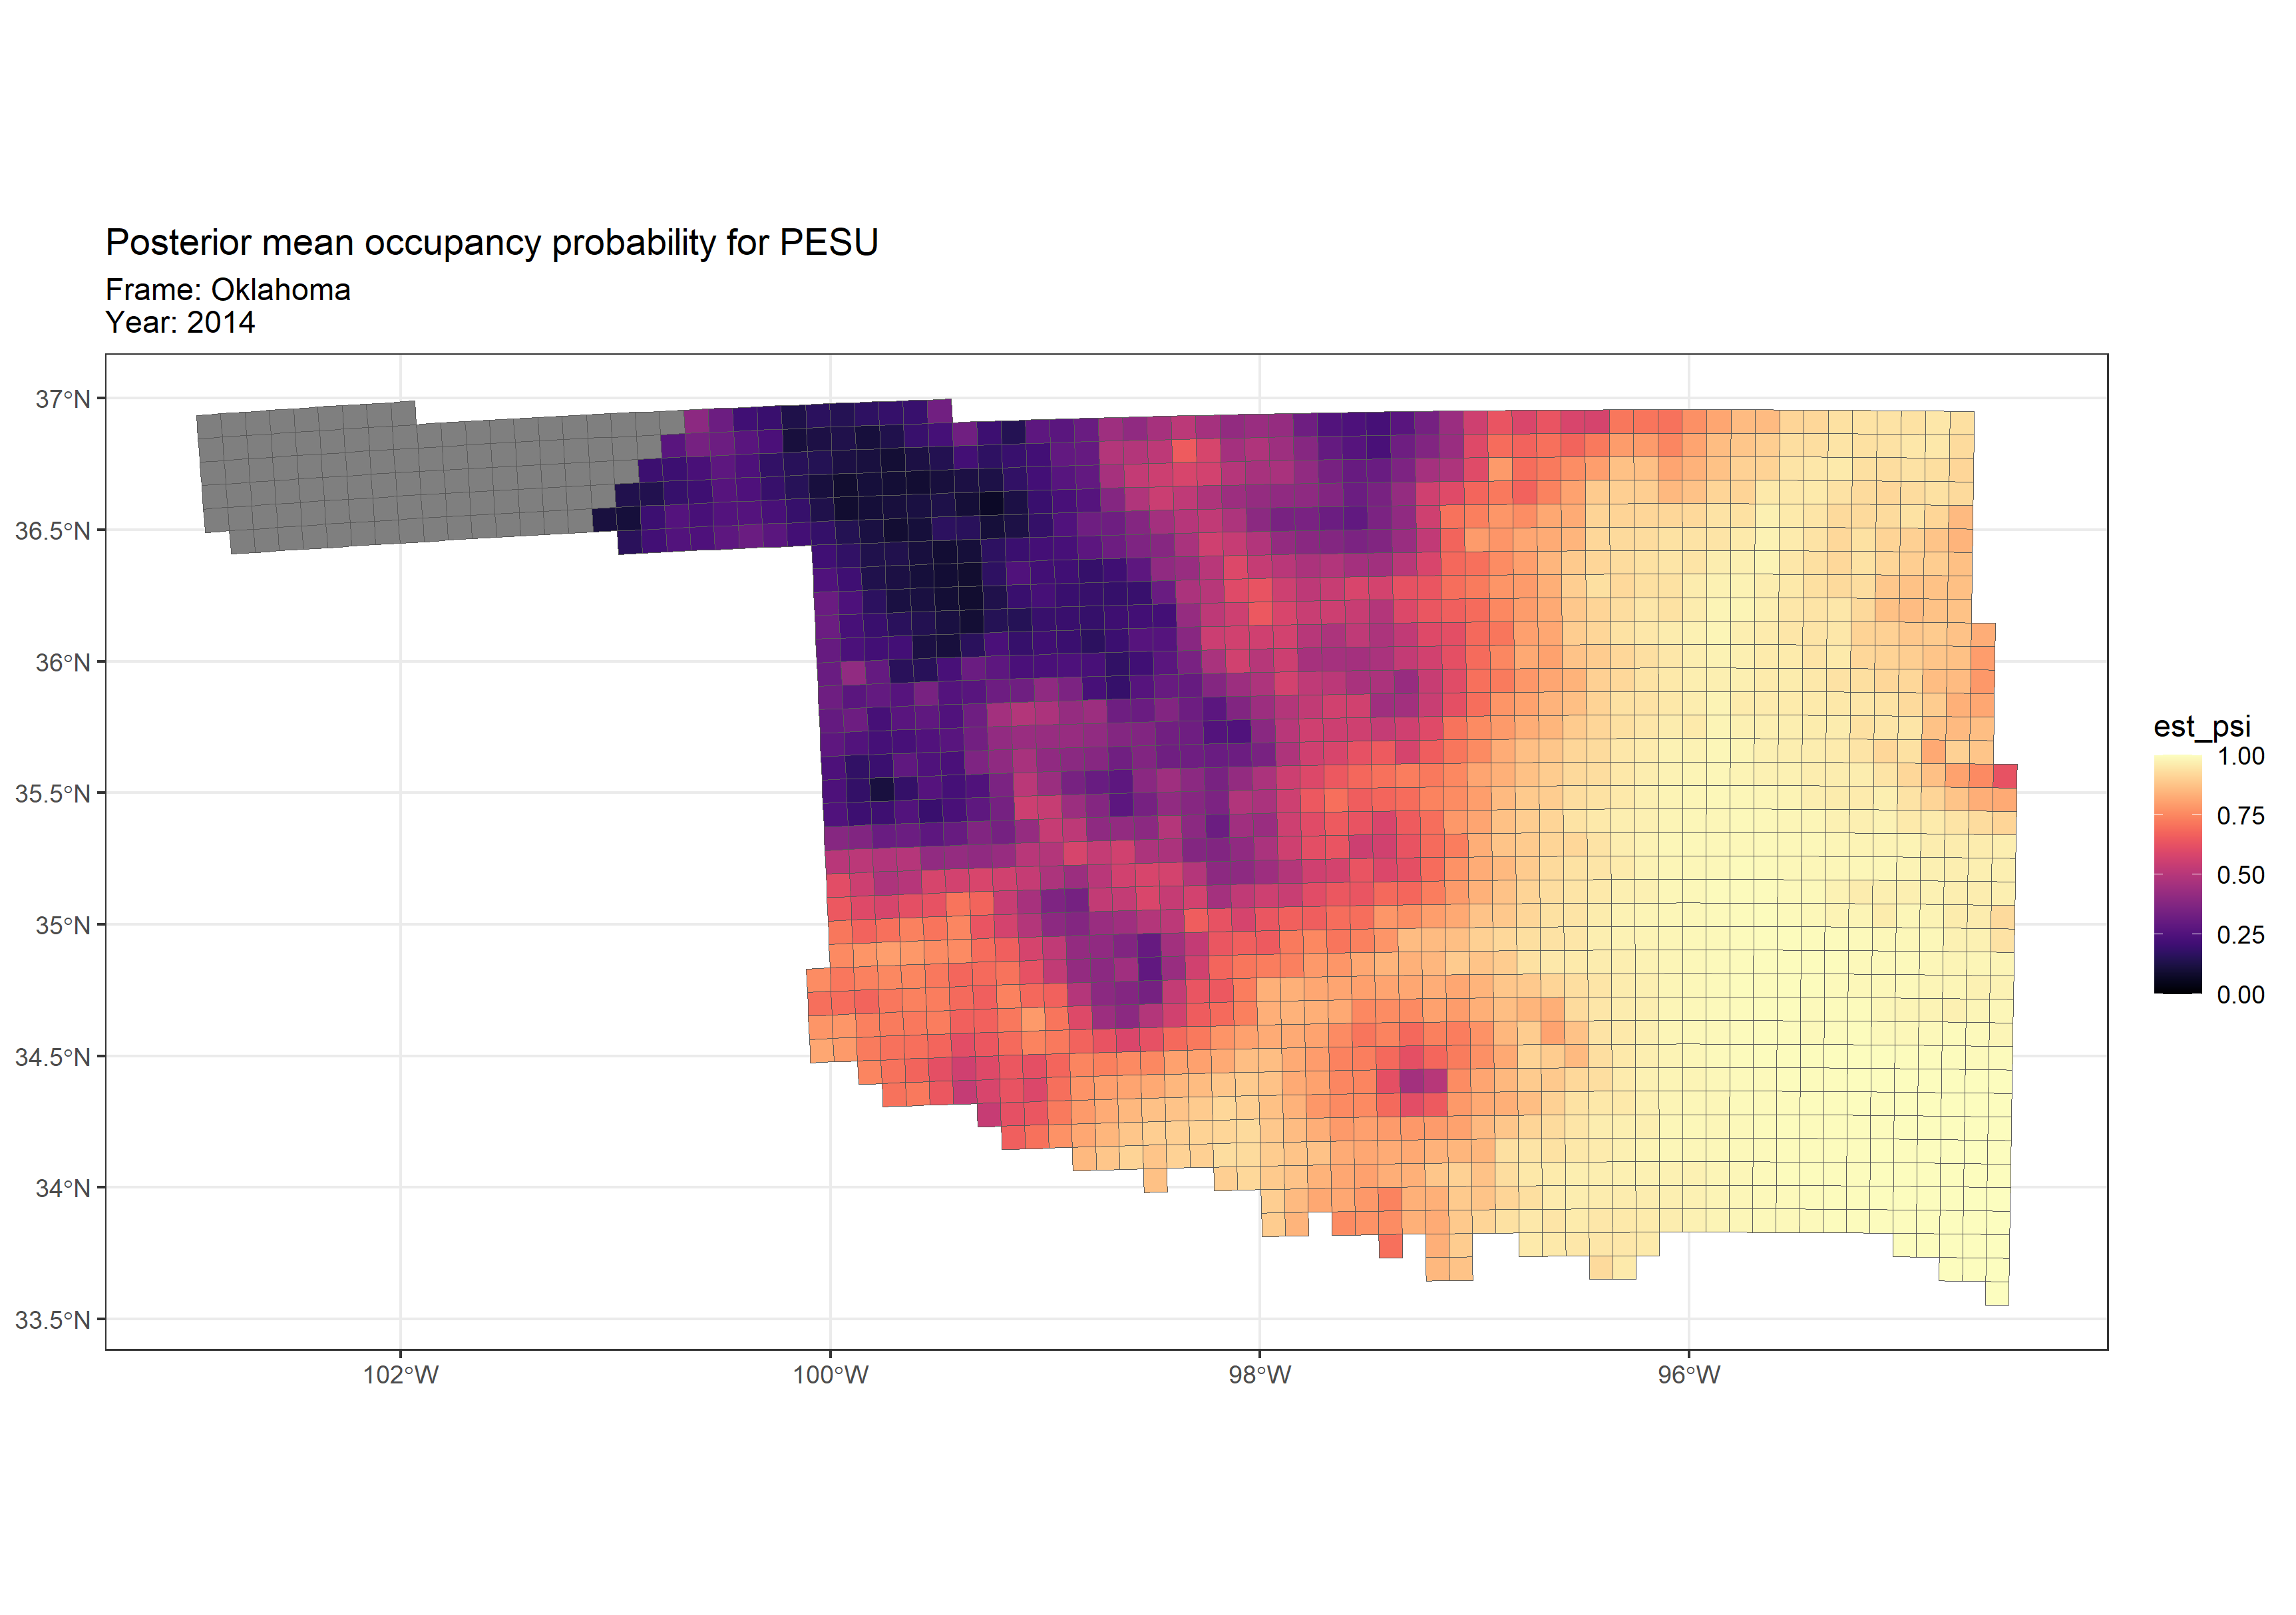 Posterior mean occupancy probability for PESU
Frame: Oklahoma
Year: 2014
37°N
36.5°N
36°N
35.5°N
35°N
34.5°N
34°N
33.5°N
102°W
100°W
98°W
96°W
est_psi
1.00
0.75
0.50
0.25
0.00